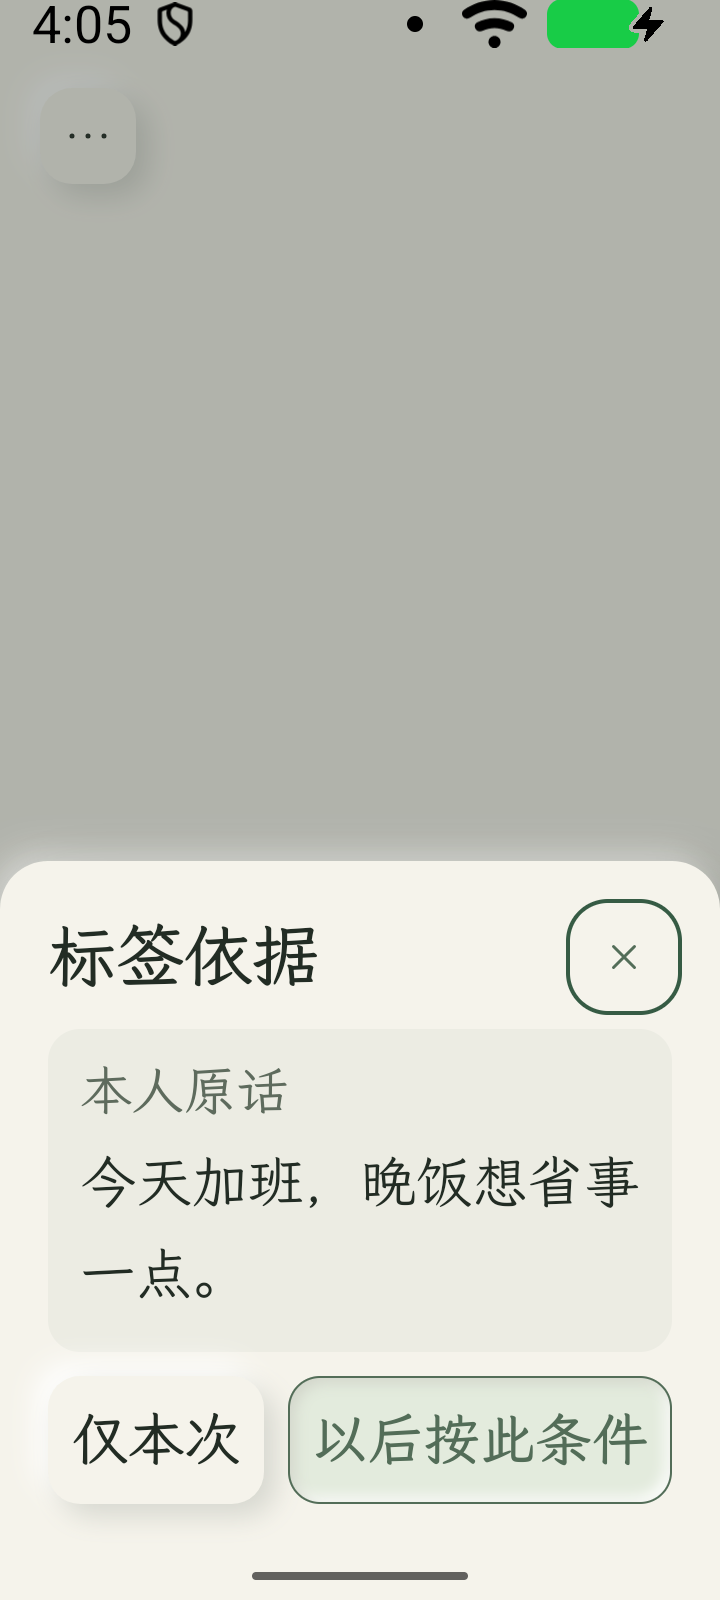 4:05
...
标签依据
×
本人原话
今天加班，晚饭想省事
一点。
仅本次
以后按此条件